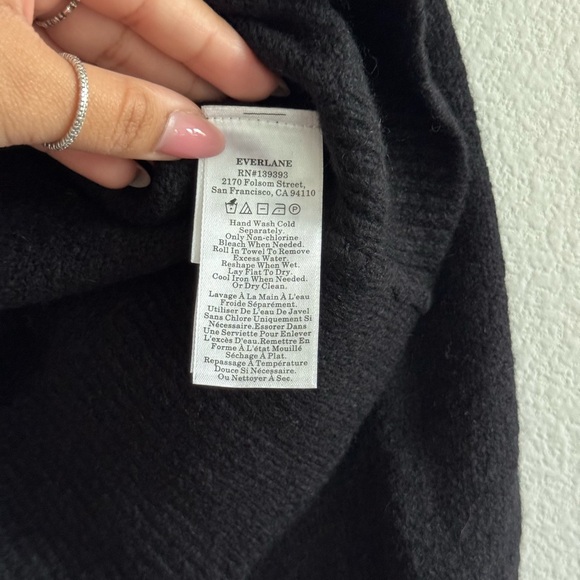 EVERLANE
RN#139393
2170 Folsom Street,
San Francisco, CA 94110
Hand Wash Cold
Separately.
Only Non-chlorine
Bleach When Needed.
Roll In Towel To Remove
Excess Water.
Reshape When Wet.
Lay Flat To Dry.
Cool Iron When Needed.
Or Dry Clean.
Lavage À La Main À L'eau
Froide Séparément.
Utiliser De L'eau De Javel
Sans Chlore Uniquement Si
Nécessaire.Essorer Dans
Une Serviette Pour Enlever
L'excès D'eau.Remettre En
Forme À L'état Mouillé
Séchage À Plat.
Repassage À Température
Douce Si Nécessaire.
Ou Nettoyer À Sec.